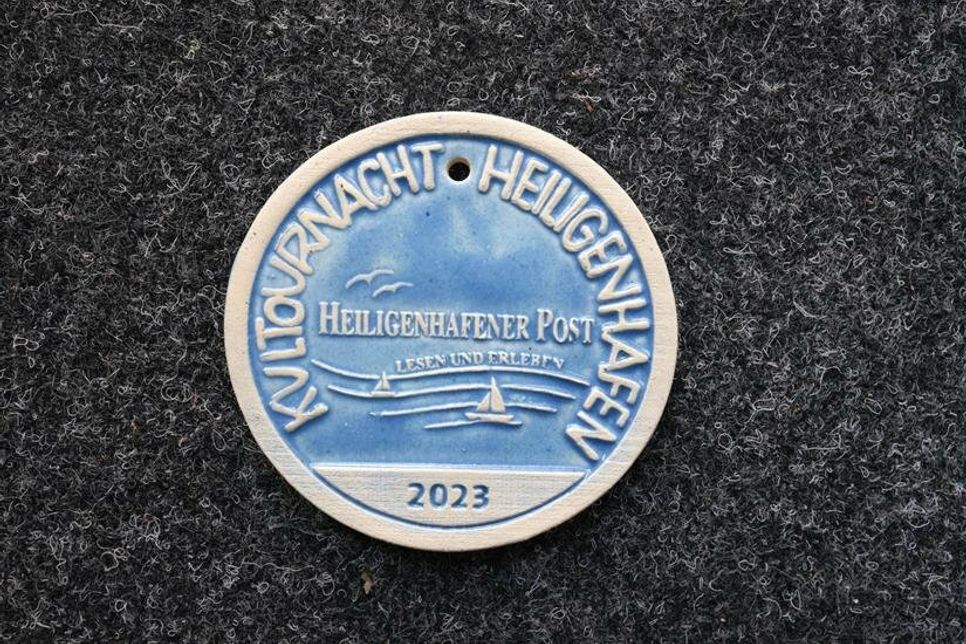 KULTOURNACHT HEILIGENHAFEN
HEILIGENHAFENER POST
LESEN UND ERLEBEN
2023